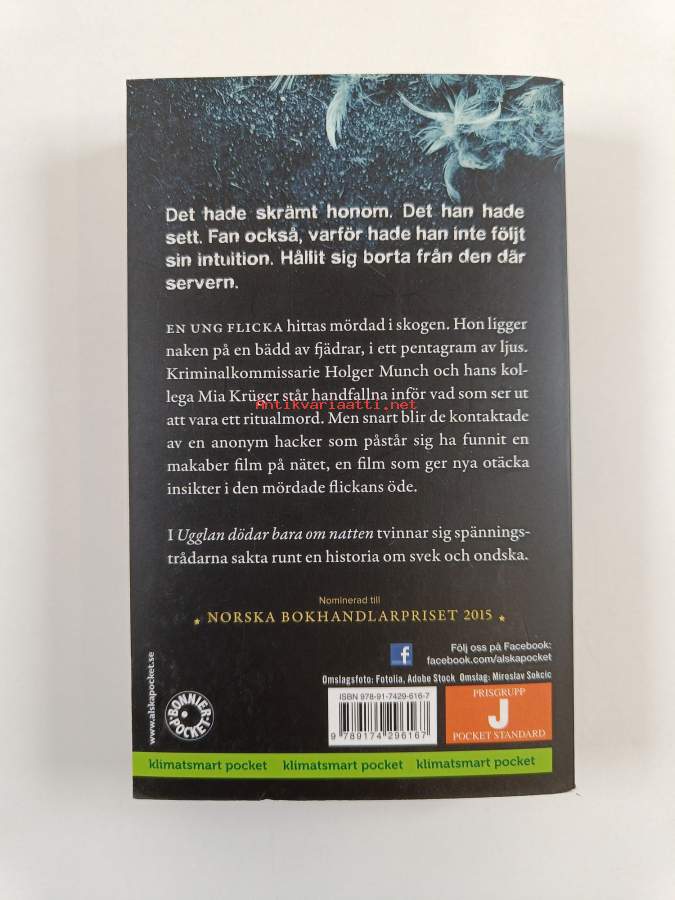 Det hade skrämt honom. Det han hade
sett. Fan också, varför hade han inte följt
sin intuition. Hållit sig borta från den där
servern.
EN UNG FLICKA hittas mördad i skogen. Hon ligger
naken på en bädd av fjädrar, i ett pentagram av ljus.
Kriminalkommissarie Holger Munch och hans kol-
lega Mia Krüger står handfallna inför vad som ser ut
Antikvariaatti.net
att vara ett ritualmord. Men snart blir de kontaktade
av en anonym hacker som påstår sig ha funnit en
makaber film på nätet, en film som ger nya otäcka
insikter i den mördade flickans öde.
I Ugglan dödar bara om natten tvinnar sig spännings-
trådarna sakta runt en historia om svek och ondska.
Nominerad till
★ NORSKA BOKHANDLARPRISET 2015 ★
Följ oss på Facebook:
facebook.com/alskapocket
Omslagsfoto: Fotolia, Adobe Stock Omslag: Miroslav Sokcic
www.alskapocket.se
BONNIER
POCKET
ISBN 978-91-7429-616-7
9 789174 296167
PRISGRUPP
J
POCKET STANDARD
klimatsmart pocket klimatsmart pocket klimatsmart pocket